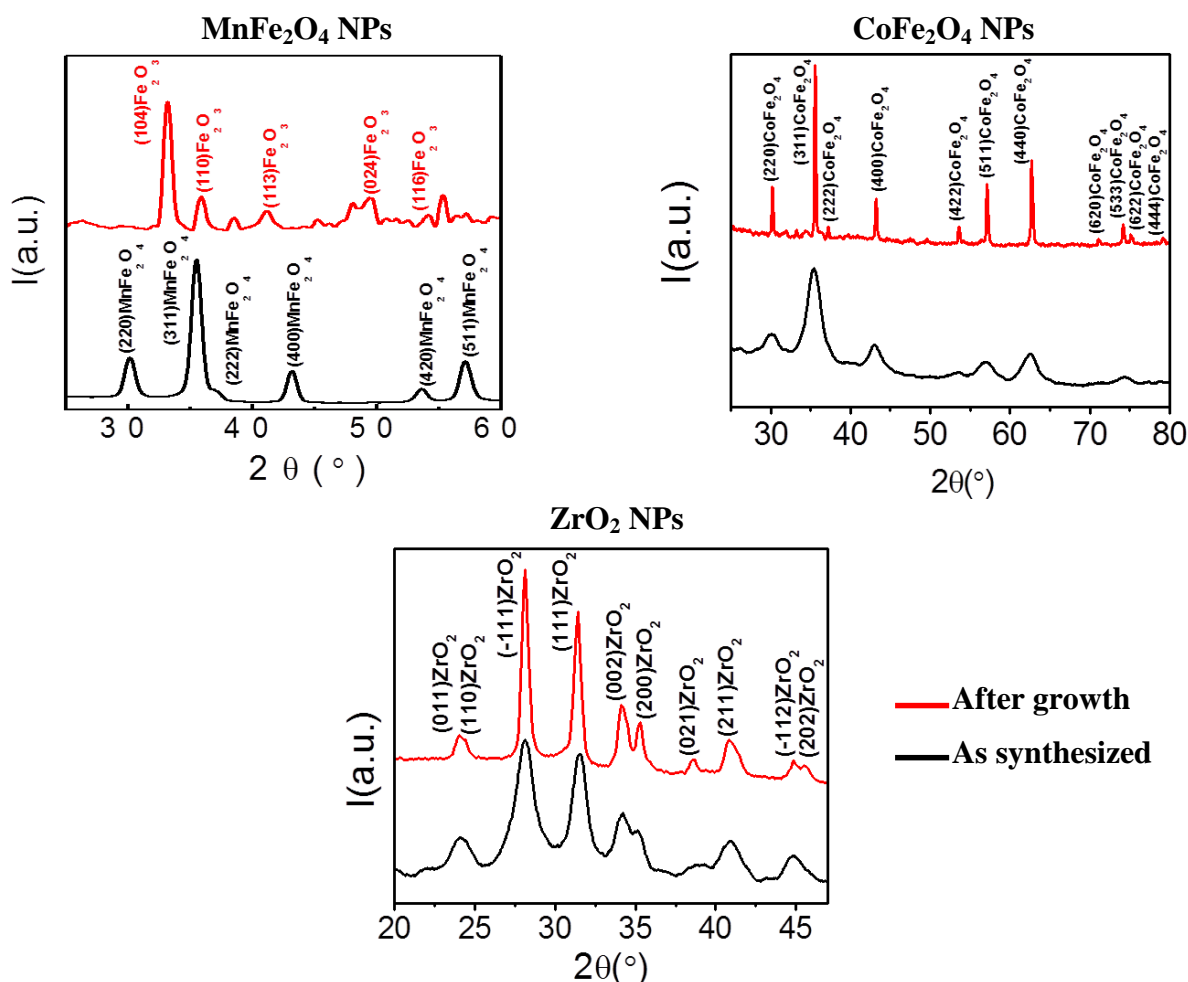 MnFe₂O₄ NPs
I(a.u.)
(104)Fe₂O₃
(110)Fe₂O₃
(113)Fe₂O₃
(024)Fe₂O₃
(116)Fe₂O₃
(220)MnFe₂O₄
(311)MnFe₂O₄
(222)MnFe₂O₄
(400)MnFe₂O₄
(420)MnFe₂O₄
(511)MnFe₂O₄
30 40 50 60
2 θ (°)
CoFe₂O₄ NPs
I(a.u.)
(220)CoFe₂O₄
(311)CoFe₂O₄
(222)CoFe₂O₄
(400)CoFe₂O₄
(422)CoFe₂O₄
(511)CoFe₂O₄
(440)CoFe₂O₄
(620)CoFe₂O₄
(533)CoFe₂O₄
(622)CoFe₂O₄
(444)CoFe₂O₄
30 40 50 60 70 80
2θ(°)
ZrO₂ NPs
I(a.u.)
(011)ZrO₂
(110)ZrO₂
(-111)ZrO₂
(111)ZrO₂
(002)ZrO₂
(200)ZrO₂
(021)ZrO₂
(211)ZrO₂
(-112)ZrO₂
(202)ZrO₂
20 25 30 35 40 45
2θ(°)
After growth
As synthesized